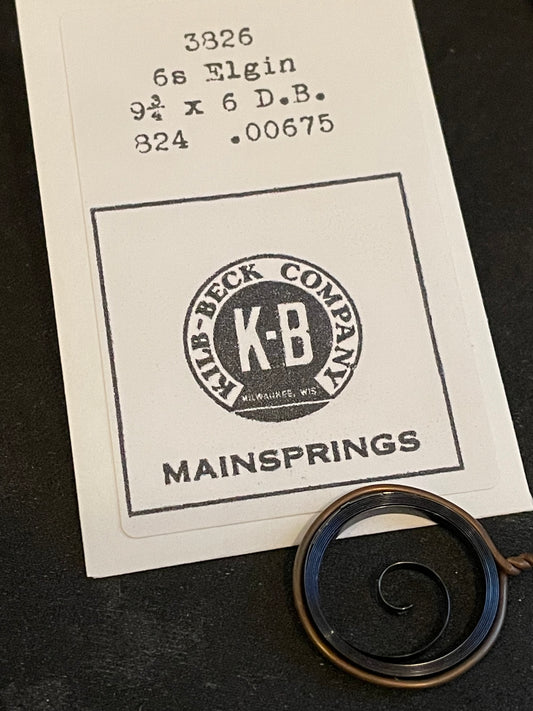 3826
6s Elgin
9¾ x 6 D.B.
824 .00675
KILB-BECK COMPANY
K-B
MILWAUKEE, WIS
MAINSPRINGS